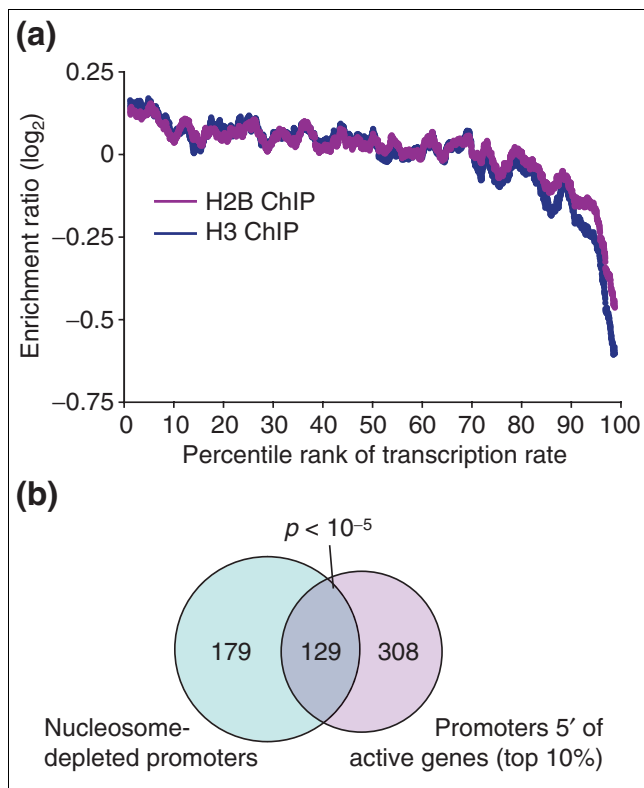 (a)
0.25
0
−0.25
−0.5
−0.75
Enrichment ratio (log₂)
H2B ChIP
H3 ChIP
0 10 20 30 40 50 60 70 80 90 100
Percentile rank of transcription rate
(b)
p < 10⁻⁵
179 129 308
Nucleosome-
depleted promoters
Promoters 5′ of
active genes (top 10%)